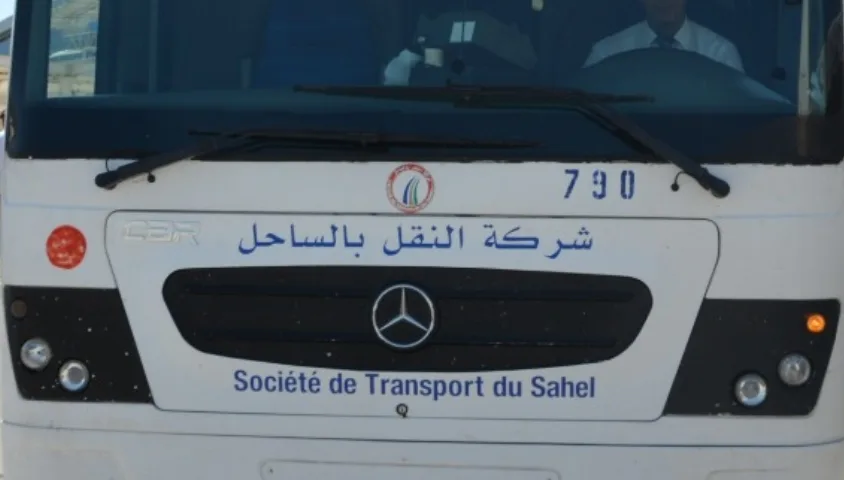 790
CBR
شركة النقل بالساحل
Société de Transport du Sahel